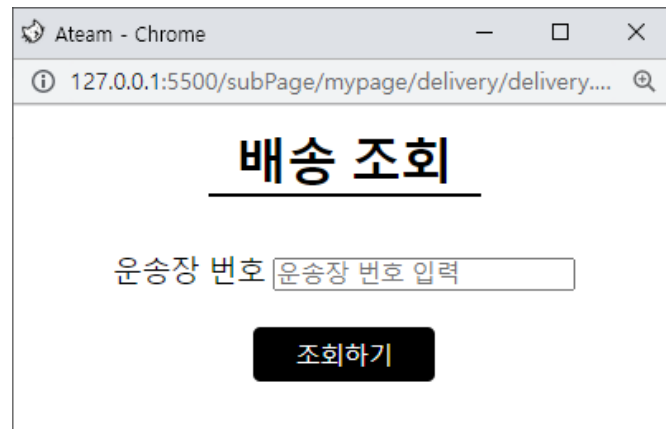 Ateam - Chrome
127.0.0.1:5500/subPage/mypage/delivery/delivery....
배송 조회
운송장 번호 운송장 번호 입력
조회하기